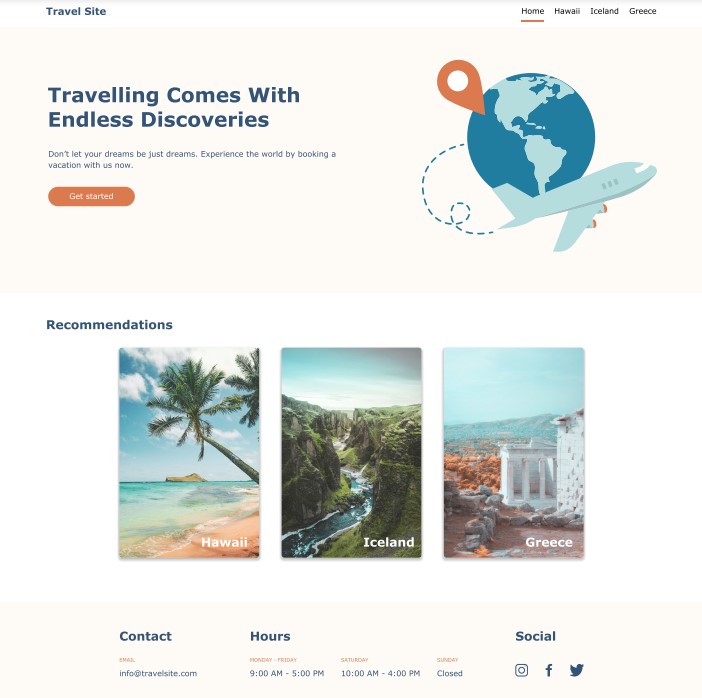 Travel Site
Home Hawaii Iceland Greece
Travelling Comes With
Endless Discoveries
Don't let your dreams be just dreams. Experience the world by booking a
vacation with us now.
Get started
Recommendations
Hawaii
Iceland
Greece
Contact
EMAIL
info@travelsite.com
Hours
MONDAY - FRIDAY
9:00 AM - 5:00 PM
SATURDAY
10:00 AM - 4:00 PM
SUNDAY
Closed
Social